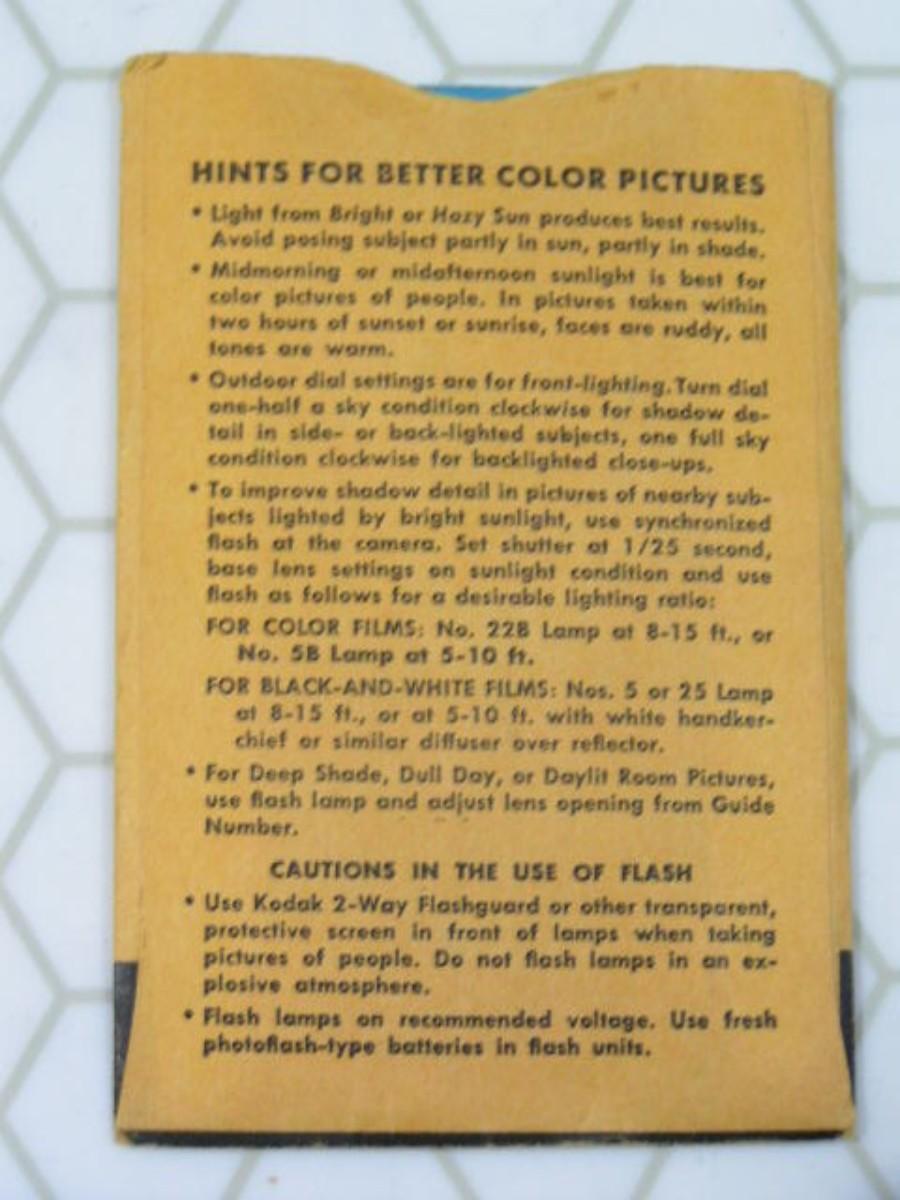 HINTS FOR BETTER COLOR PICTURES
• Light from Bright or Hazy Sun produces best results.
Avoid posing subject partly in sun, partly in shade.
• Midmorning or midafternoon sunlight is best for
color pictures of people. In pictures taken within
two hours of sunset or sunrise, faces are ruddy, all
tones are warm.
• Outdoor dial settings are for front-lighting. Turn dial
one-half a sky condition clockwise for shadow de-
tail in side- or back-lighted subjects, one full sky
condition clockwise for backlighted close-ups.
• To improve shadow detail in pictures of nearby sub-
jects lighted by bright sunlight, use synchronized
flash at the camera. Set shutter at 1/25 second,
base lens settings on sunlight condition and use
flash as follows for a desirable lighting ratio:
FOR COLOR FILMS: No. 22B Lamp at 8-15 ft., or
No. 5B Lamp at 5-10 ft.
FOR BLACK-AND-WHITE FILMS: Nos. 5 or 25 Lamp
at 8-15 ft., or at 5-10 ft. with white handker-
chief or similar diffuser over reflector.
• For Deep Shade, Dull Day, or Daylit Room Pictures,
use flash lamp and adjust lens opening from Guide
Number.
CAUTIONS IN THE USE OF FLASH
• Use Kodak 2-Way Flashguard or other transparent,
protective screen in front of lamps when taking
pictures of people. Do not flash lamps in an ex-
plosive atmosphere.
• Flash lamps on recommended voltage. Use fresh
photoflash-type batteries in flash units.